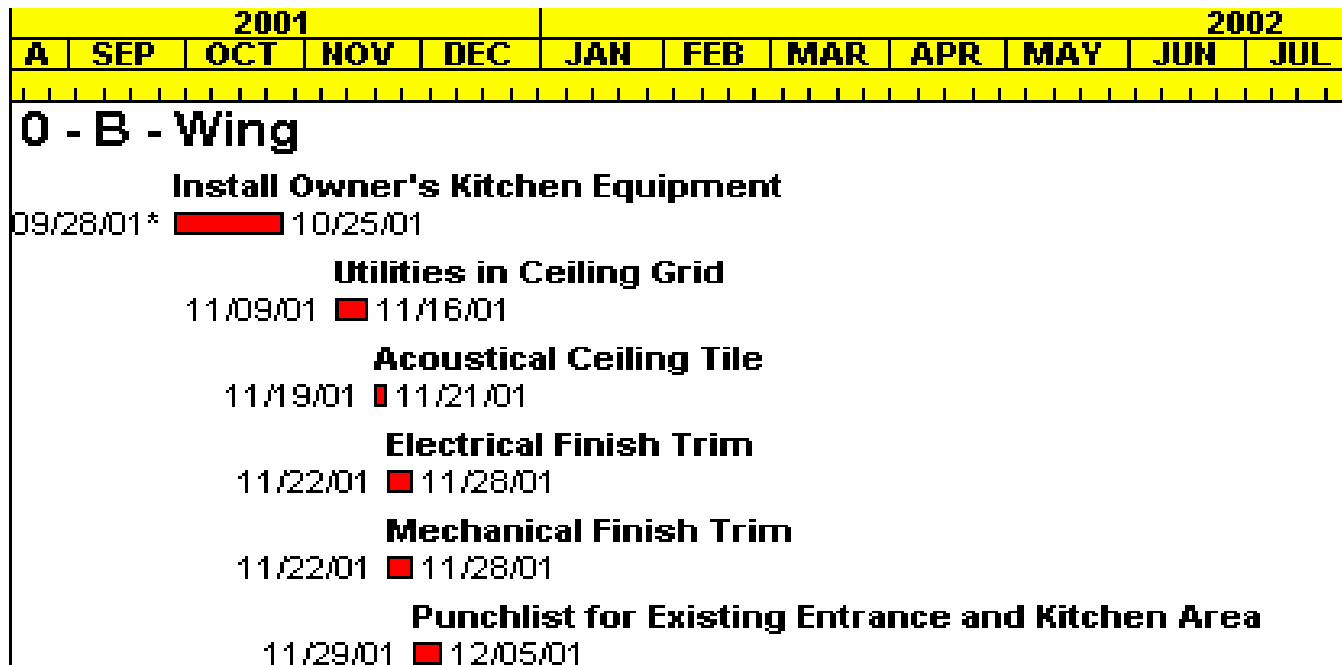 2001 2002
A SEP OCT NOV DEC JAN FEB MAR APR MAY JUN JUL
0 - B - Wing
Install Owner's Kitchen Equipment
09/28/01* 10/25/01
Utilities in Ceiling Grid
11/09/01 11/16/01
Acoustical Ceiling Tile
11/19/01 11/21/01
Electrical Finish Trim
11/22/01 11/28/01
Mechanical Finish Trim
11/22/01 11/28/01
Punchlist for Existing Entrance and Kitchen Area
11/29/01 12/05/01